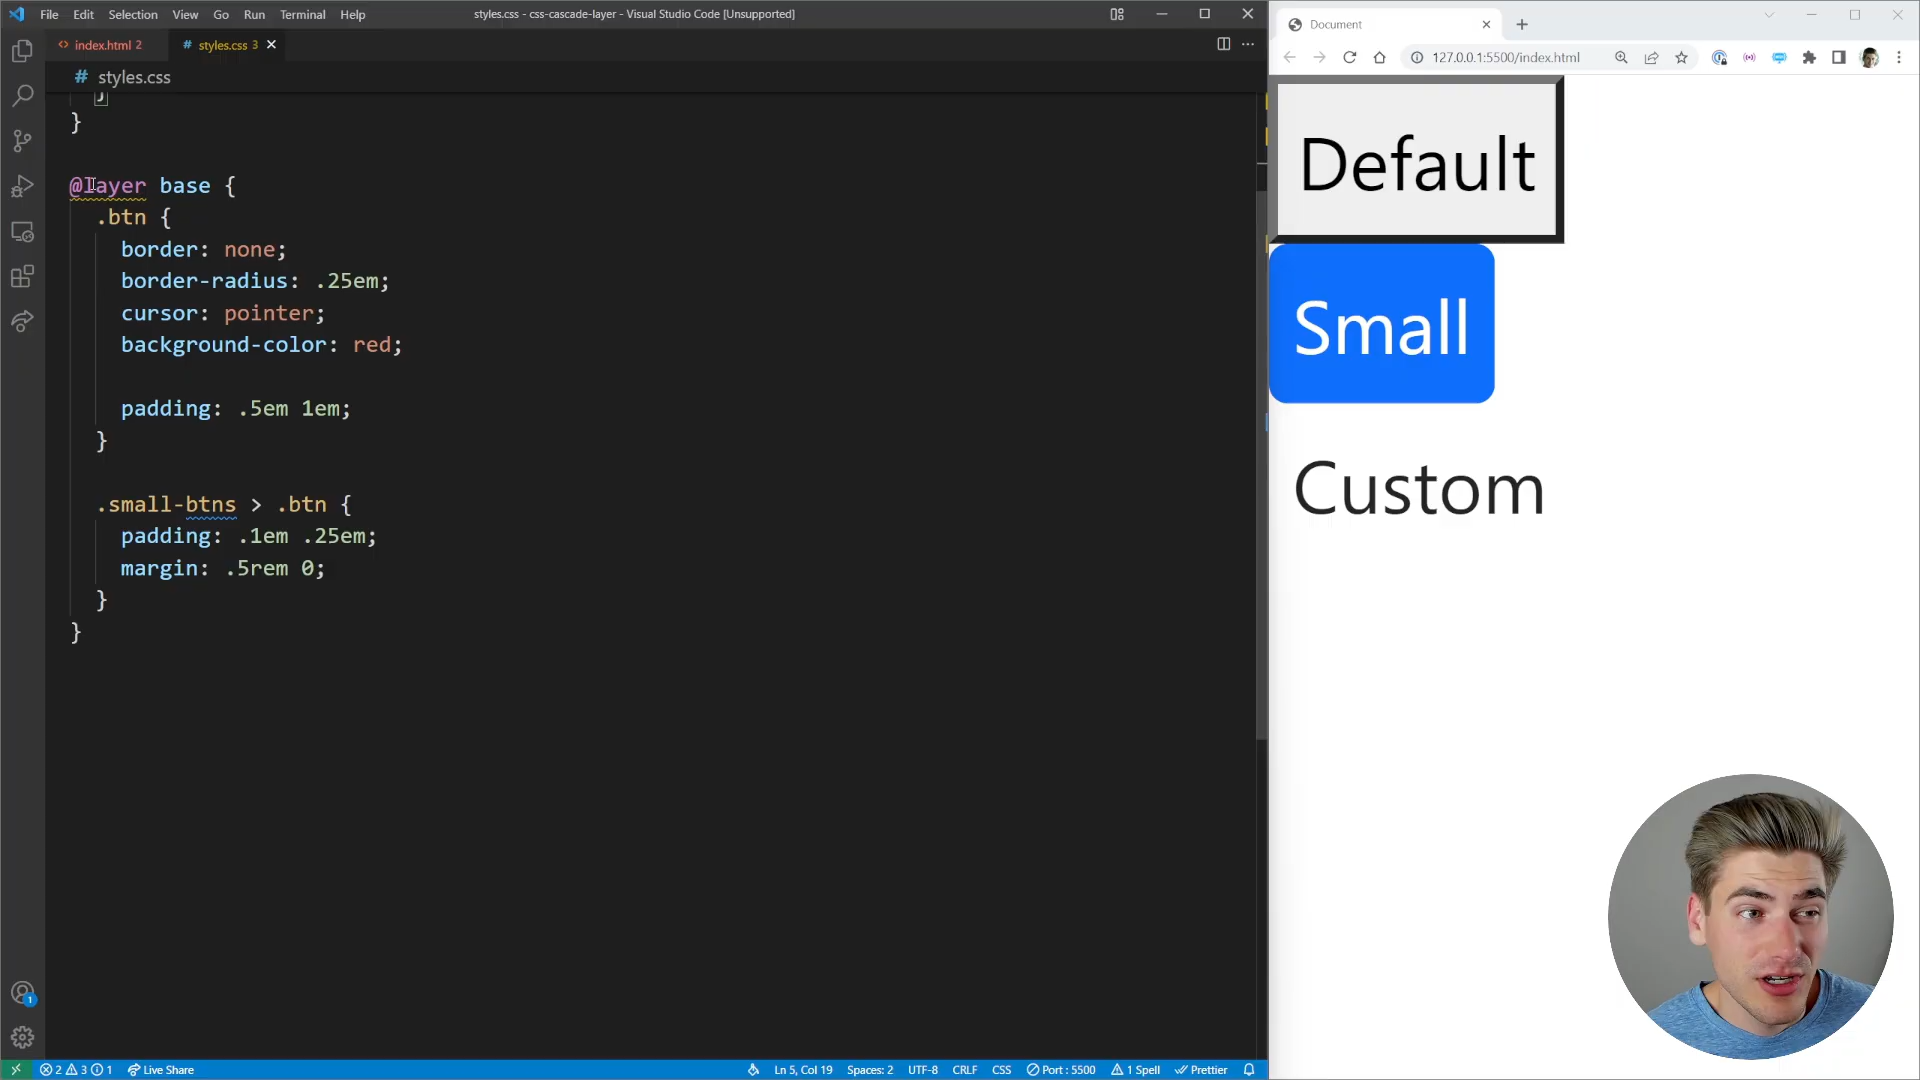 File Edit Selection View Go Run Terminal Help
styles.css - css-cascade-layer - Visual Studio Code [Unsupported]
index.html 2
styles.css 3
# styles.css
}
}
@layer base {
.btn {
border: none;
border-radius: .25em;
cursor: pointer;
background-color: red;
padding: .5em 1em;
}
.small-btns > .btn {
padding: .1em .25em;
margin: .5rem 0;
}
}
1
2 3 1 Live Share
Ln 5, Col 19 Spaces: 2 UTF-8 CRLF CSS Port : 5500 1 Spell Prettier
Document
127.0.0.1:5500/index.html
Default
Small
Custom